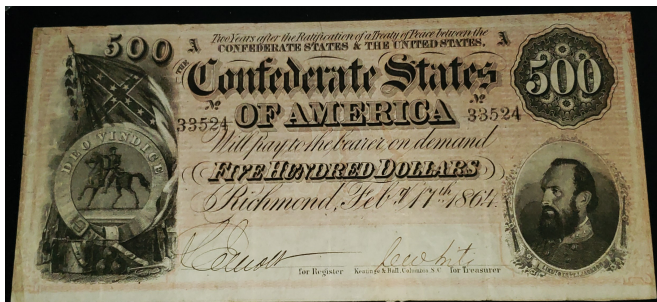 500 A Two Years after the Ratification of a Treaty of Peace between the A
CONFEDERATE STATES & THE UNITED STATES.
THE Confederate States 500
Nº OF AMERICA Nº
33524 33524
DEO VINDICE
Will pay to the bearer on demand
FIVE HUNDRED DOLLARS
Richmond, Feby 17th 1864.
for Register Keatinge & Ball, Columbia, S.C. for Treasurer